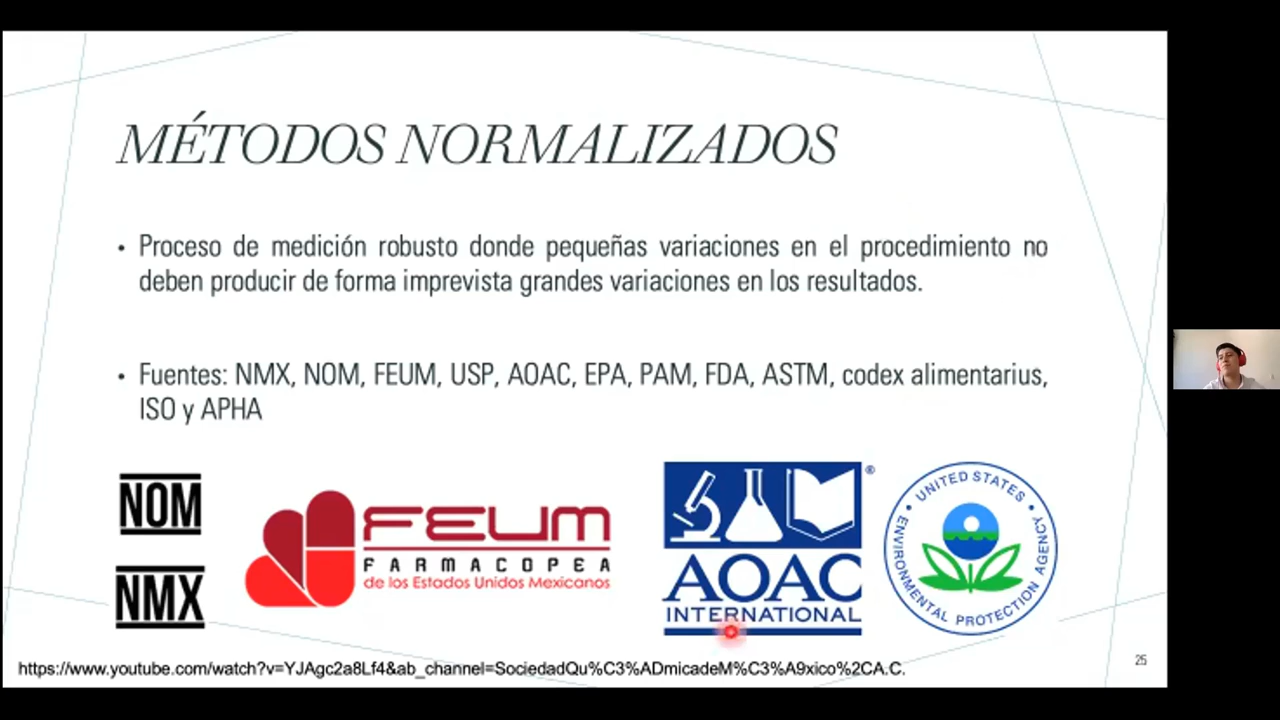 MÉTODOS NORMALIZADOS
• Proceso de medición robusto donde pequeñas variaciones en el procedimiento no
deben producir de forma imprevista grandes variaciones en los resultados.
• Fuentes: NMX, NOM, FEUM, USP, AOAC, EPA, PAM, FDA, ASTM, codex alimentarius,
ISO y APHA
NOM
NMX
FEUM
FARMACOPEA
de los Estados Unidos Mexicanos
®
AOAC
INTERNATIONAL
UNITED STATES
ENVIRONMENTAL PROTECTION AGENCY
https://www.youtube.com/watch?v=YJAgc2a8Lf4&ab_channel=SociedadQu%C3%ADmicadeM%C3%A9xico%2CA.C.
25